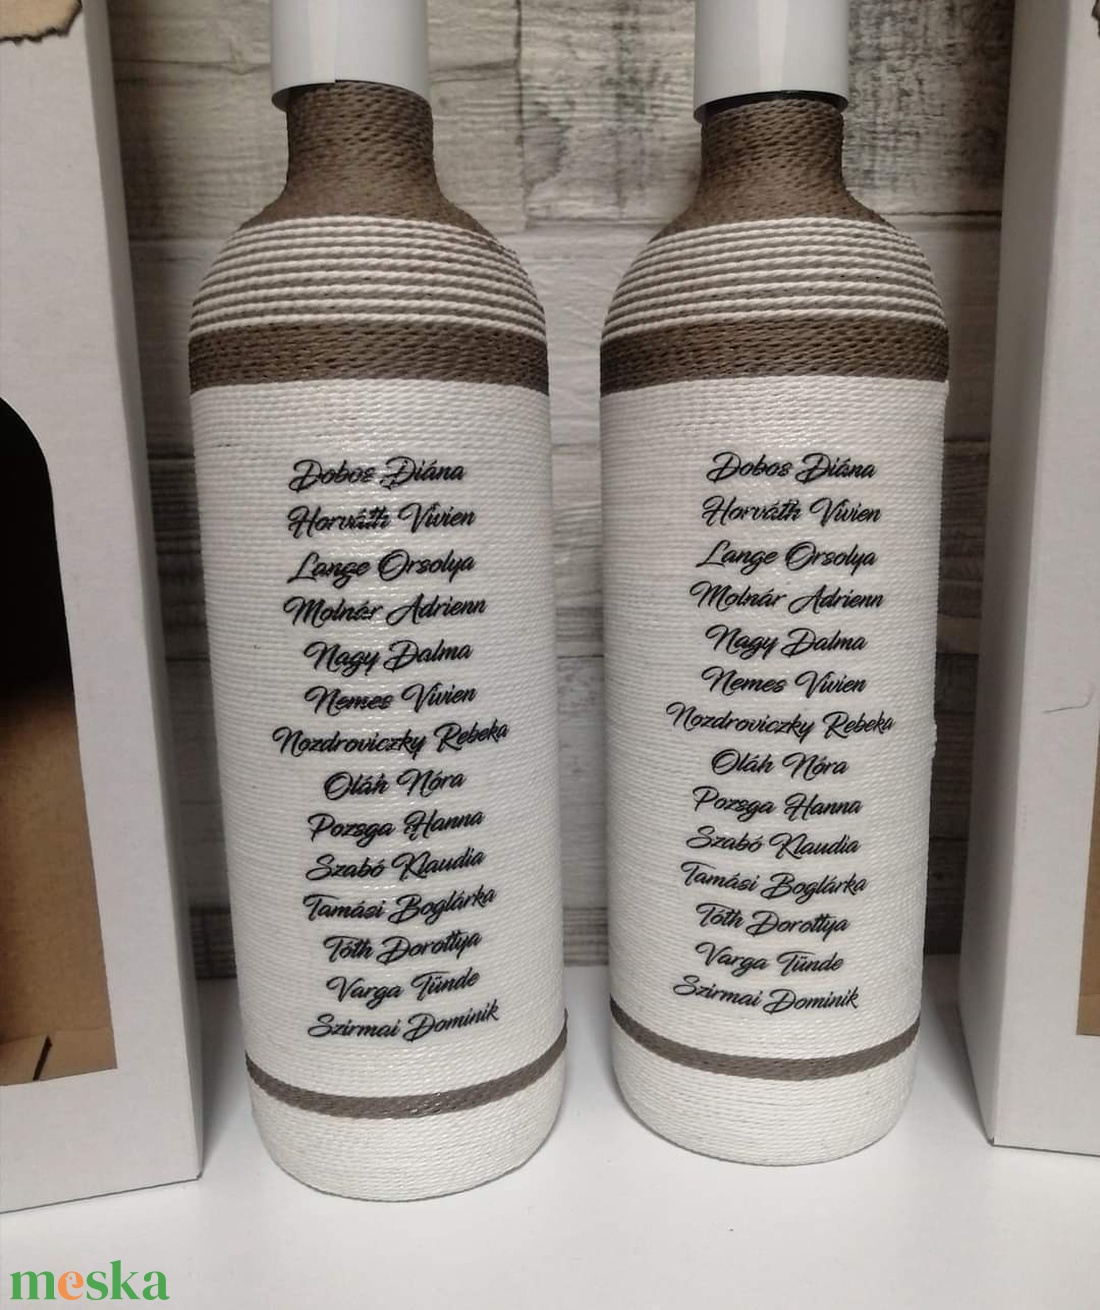 Dobos Diána
Horváth Vivien
Lange Orsolya
Molnár Adrienn
Nagy Dalma
Nemes Vivien
Nozdroviczky Rebeka
Oláh Nóra
Pozsga Hanna
Szabó Klaudia
Tamási Boglárka
Tóth Dorottya
Varga Tünde
Szirmai Dominik
Dobos Diána
Horváth Vivien
Lange Orsolya
Molnár Adrienn
Nagy Dalma
Nemes Vivien
Nozdroviczky Rebeka
Oláh Nóra
Pozsga Hanna
Szabó Klaudia
Tamási Boglárka
Tóth Dorottya
Varga Tünde
Szirmai Dominik
meska